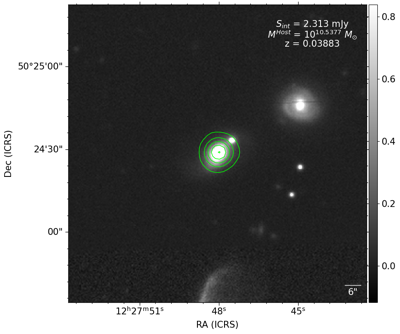 S_int = 2.313 mJy
M^Host = 10^10.5377 M_⊙
z = 0.03883
0.8
0.6
0.4
0.2
0.0
50°25'00"
24'30"
00"
Dec (ICRS)
6"
12ʰ27ᵐ51ˢ
48ˢ
45ˢ
RA (ICRS)